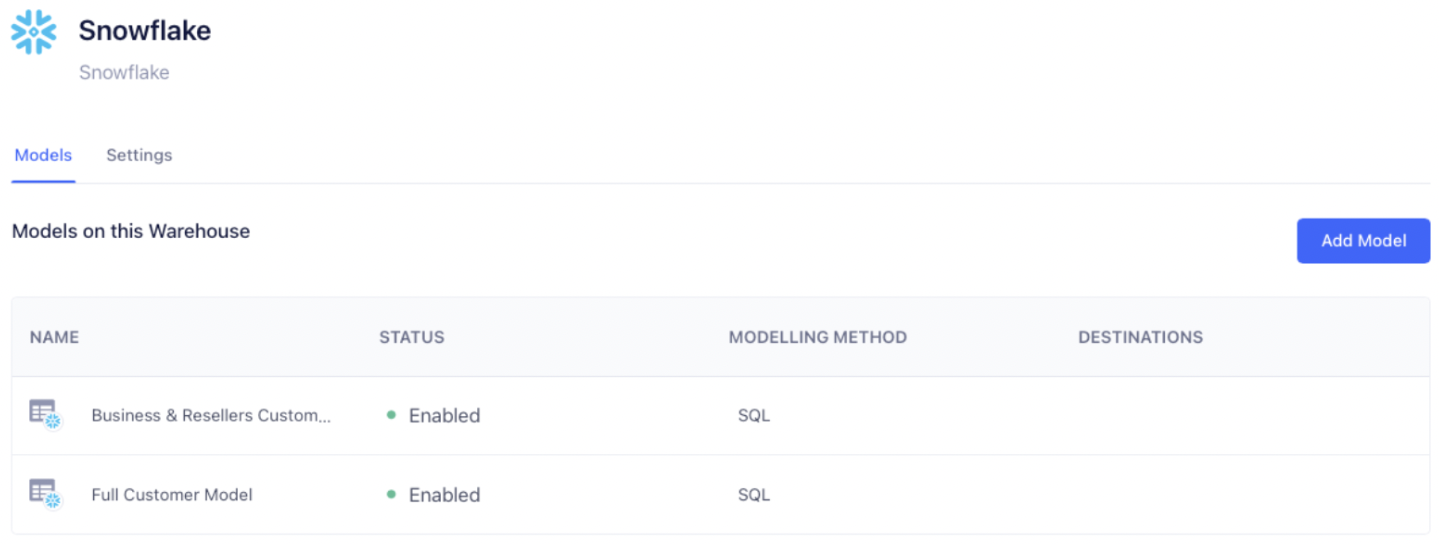 Snowflake
Snowflake
Models Settings
Models on this Warehouse
Add Model
NAME STATUS MODELLING METHOD DESTINATIONS
Business & Resellers Custom... Enabled SQL
Full Customer Model Enabled SQL